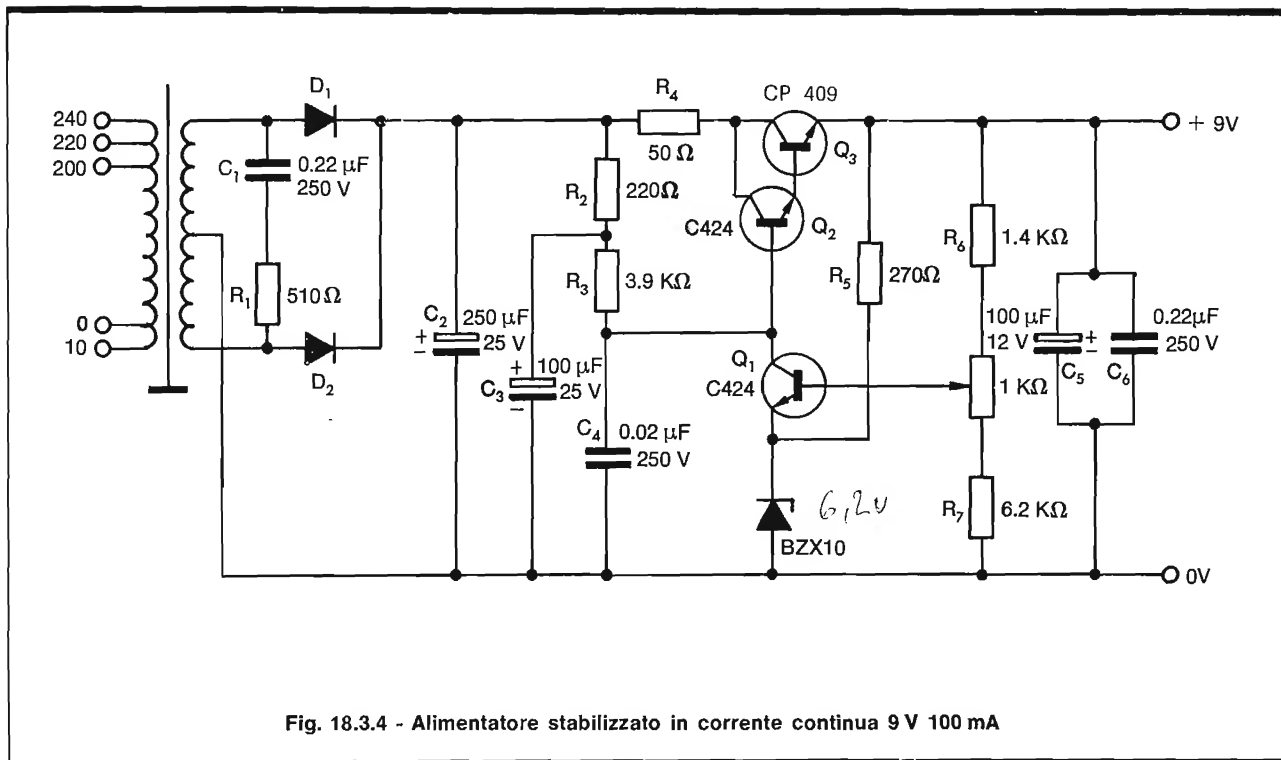 D1
R4
CP 409
240
220
200
+ 9V
50 Ω
Q3
C1
0.22 μF
250 V
R2
220Ω
C424
Q2
R6
1.4 KΩ
R3
3.9 KΩ
R5
270Ω
R1
510Ω
C2
250 μF
25 V
+
−
0
10
D2
C3
+
−
100 μF
25 V
Q1
C424
1 KΩ
100 μF
12 V
+
−
C5
0.22μF
250 V
C6
C4
0.02 μF
250 V
6,2v
BZX10
R7
6.2 KΩ
0V
Fig. 18.3.4 - Alimentatore stabilizzato in corrente continua 9 V 100 mA